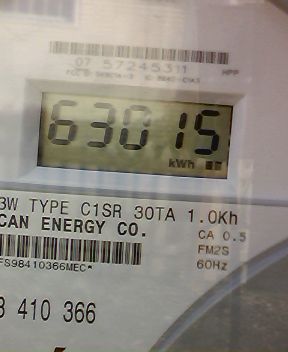 07 57245311 HPP
63015
kWh
3W TYPE C1SR 30TA 1.0Kh
CAN ENERGY CO. CA 0.5
FM2S
FS98410366MEC* 60Hz
410 366